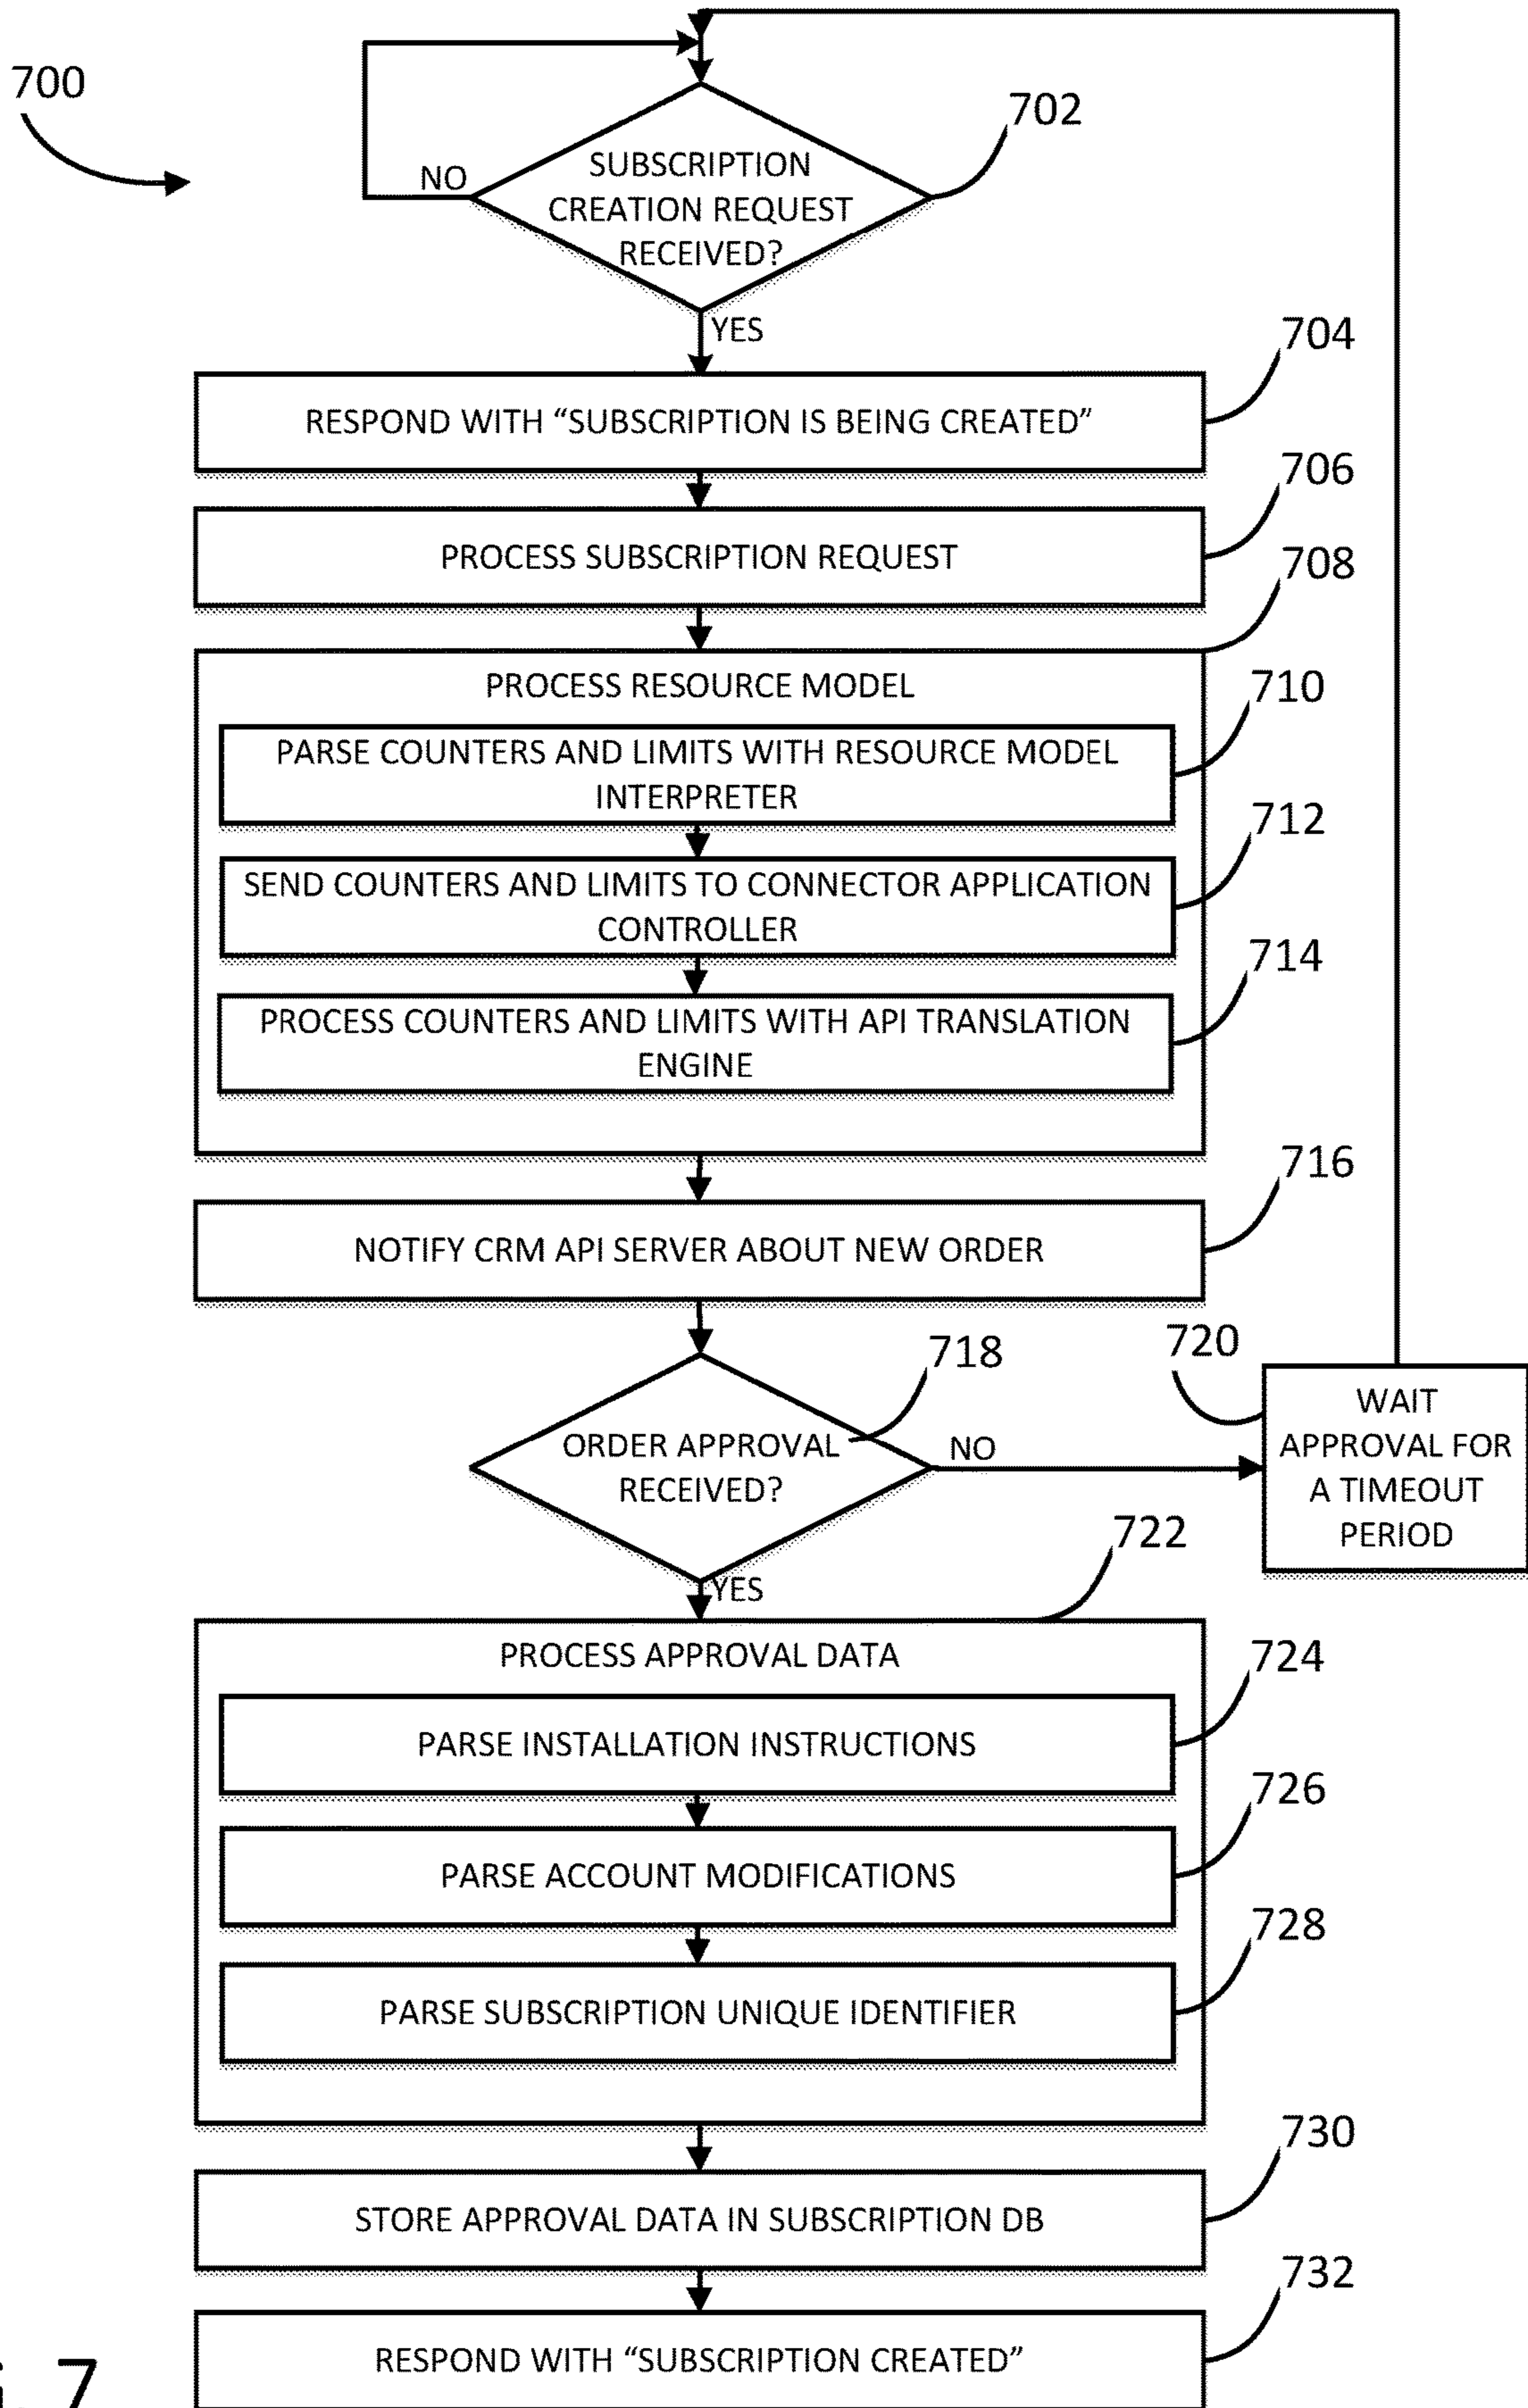 700
702
SUBSCRIPTION
CREATION REQUEST
RECEIVED?
NO
YES
704
RESPOND WITH “SUBSCRIPTION IS BEING CREATED”
706
PROCESS SUBSCRIPTION REQUEST
708
PROCESS RESOURCE MODEL
710
PARSE COUNTERS AND LIMITS WITH RESOURCE MODEL
INTERPRETER
712
SEND COUNTERS AND LIMITS TO CONNECTOR APPLICATION
CONTROLLER
714
PROCESS COUNTERS AND LIMITS WITH API TRANSLATION
ENGINE
716
NOTIFY CRM API SERVER ABOUT NEW ORDER
718
ORDER APPROVAL
RECEIVED?
NO
720
WAIT
APPROVAL FOR
A TIMEOUT
PERIOD
YES
722
PROCESS APPROVAL DATA
724
PARSE INSTALLATION INSTRUCTIONS
726
PARSE ACCOUNT MODIFICATIONS
728
PARSE SUBSCRIPTION UNIQUE IDENTIFIER
730
STORE APPROVAL DATA IN SUBSCRIPTION DB
732
RESPOND WITH “SUBSCRIPTION CREATED”
7